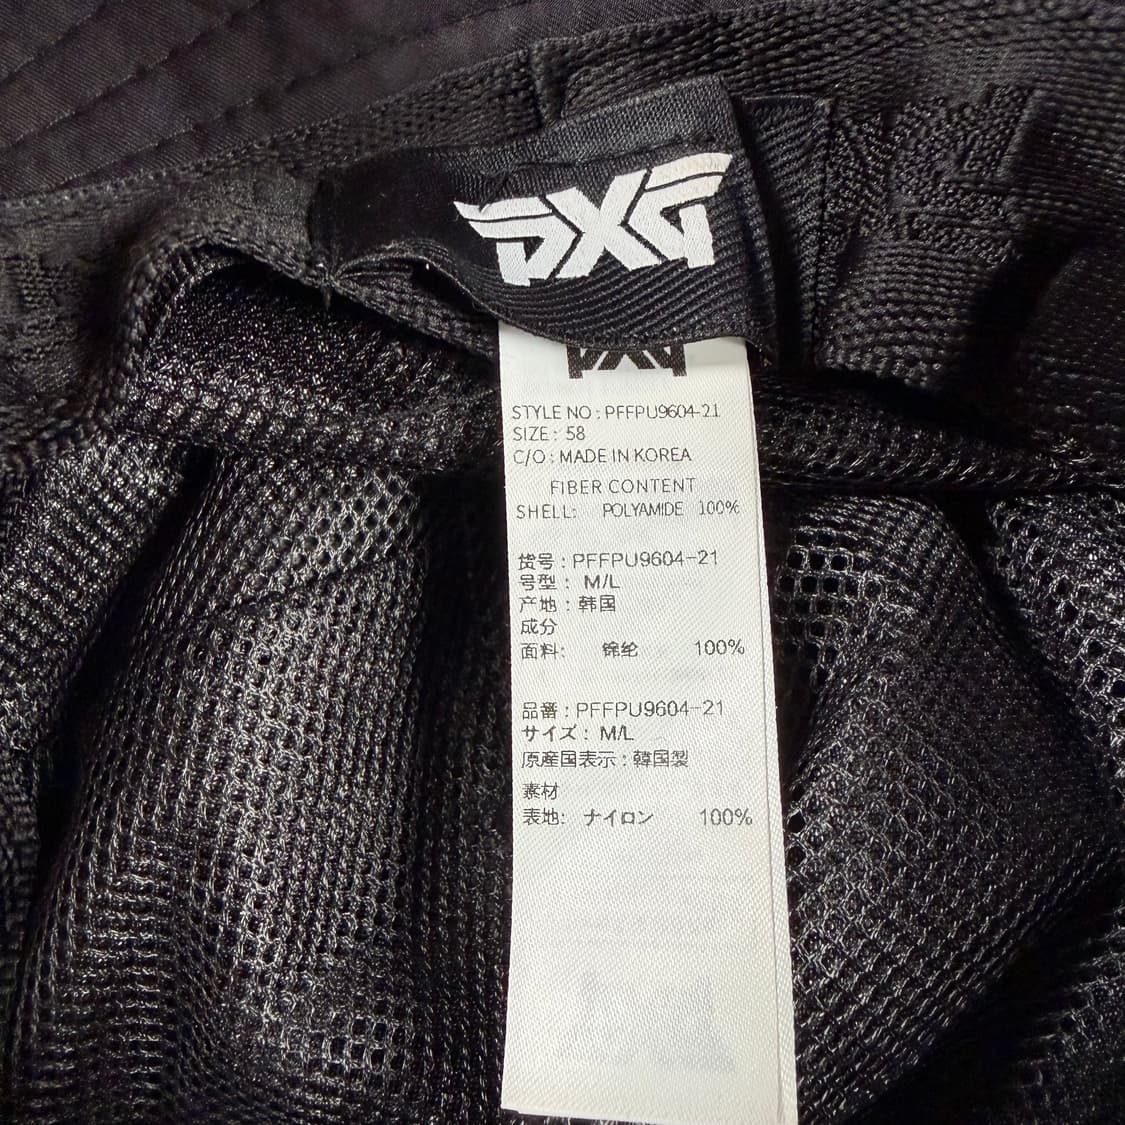 PXG
STYLE NO : PFFPU9604-21
SIZE : 58
C/O : MADE IN KOREA
FIBER CONTENT
SHELL: POLYAMIDE 100%
货号 : PFFPU9604-21
号型 : M/L
产地 : 韩国
成分
面料: 锦纶 100%
品番 : PFFPU9604-21
サイズ : M/L
原産国表示 : 韓国製
素材
表地: ナイロン 100%